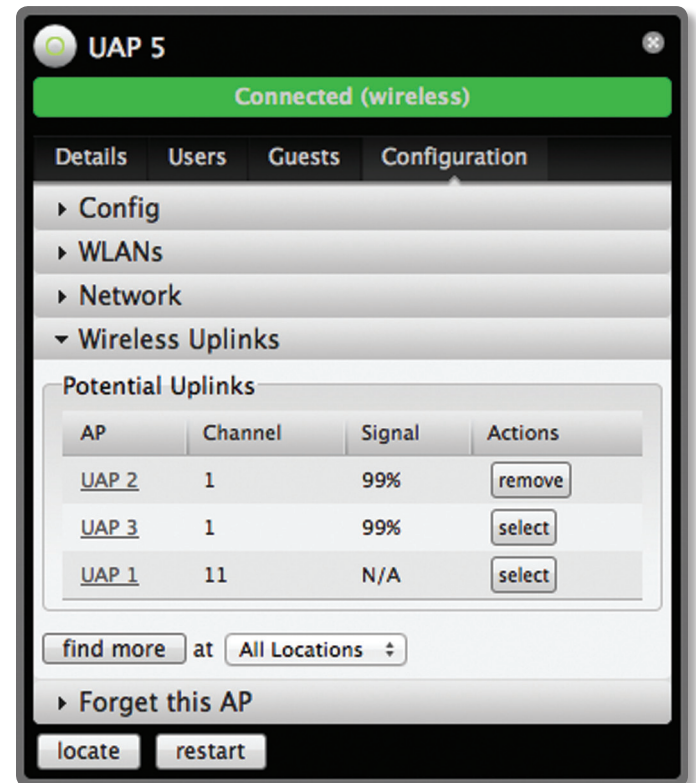 UAP 5
Connected (wireless)
Details Users Guests Configuration
Config
WLANs
Network
Wireless Uplinks
Potential Uplinks
AP Channel Signal Actions
UAP 2 1 99% remove
UAP 3 1 99% select
UAP 1 11 N/A select
find more at All Locations
Forget this AP
locate restart